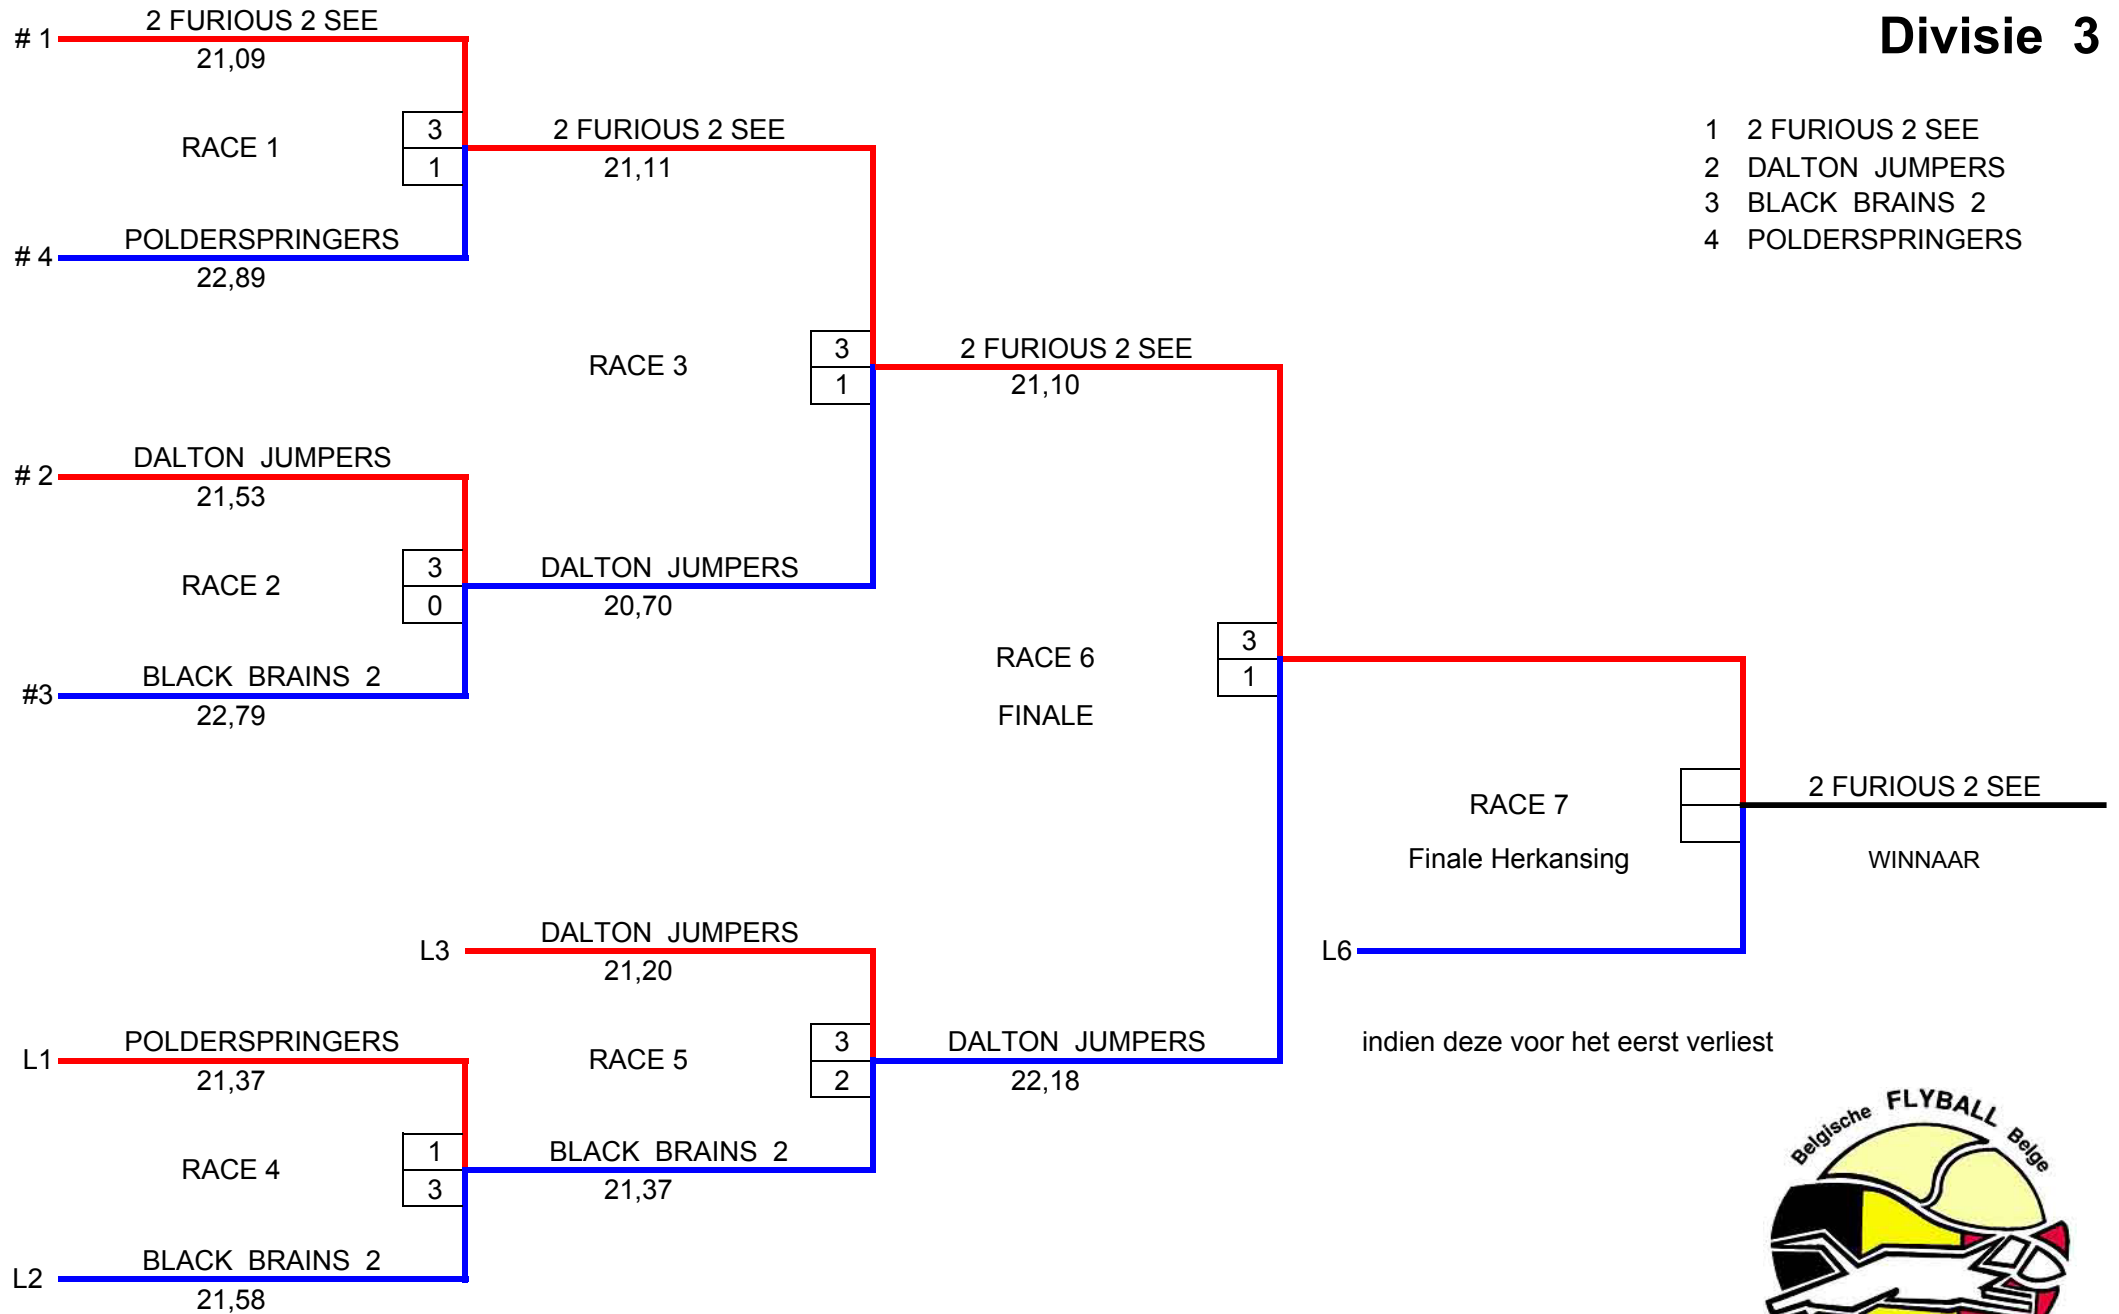 Divisie 3
# 1 2 FURIOUS 2 SEE
21,09
RACE 1
3
1
# 4 POLDERSPRINGERS
22,89
2 FURIOUS 2 SEE
21,11
1 2 FURIOUS 2 SEE
2 DALTON JUMPERS
3 BLACK BRAINS 2
4 POLDERSPRINGERS
RACE 3
3
1
2 FURIOUS 2 SEE
21,10
# 2 DALTON JUMPERS
21,53
RACE 2
3
0
#3 BLACK BRAINS 2
22,79
DALTON JUMPERS
20,70
RACE 6
FINALE
3
1
RACE 7
Finale Herkansing
2 FURIOUS 2 SEE
WINNAAR
L6
indien deze voor het eerst verliest
L3 DALTON JUMPERS
21,20
RACE 5
3
2
DALTON JUMPERS
22,18
L1 POLDERSPRINGERS
21,37
RACE 4
1
3
BLACK BRAINS 2
21,37
L2 BLACK BRAINS 2
21,58
Belgische FLYBALL Belge